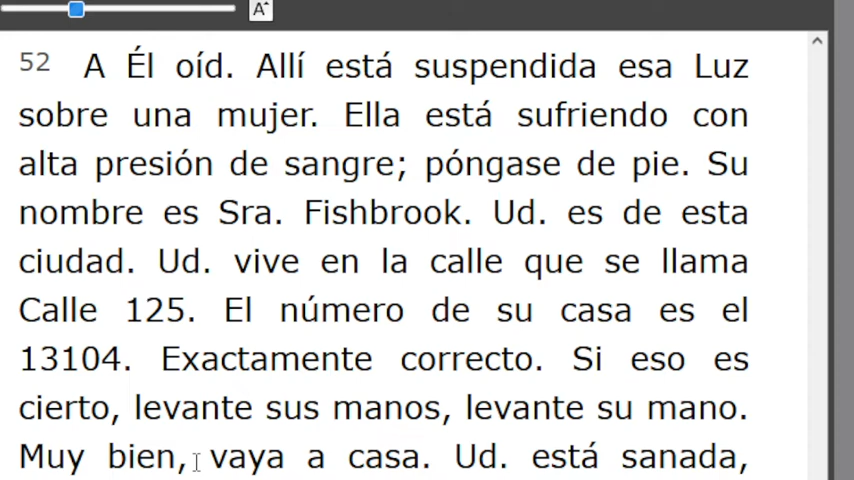 A^
52 A Él oíd. Allí está suspendida esa Luz
sobre una mujer. Ella está sufriendo con
alta presión de sangre; póngase de pie. Su
nombre es Sra. Fishbrook. Ud. es de esta
ciudad. Ud. vive en la calle que se llama
Calle 125. El número de su casa es el
13104. Exactamente correcto. Si eso es
cierto, levante sus manos, levante su mano.
Muy bien, vaya a casa. Ud. está sanada,